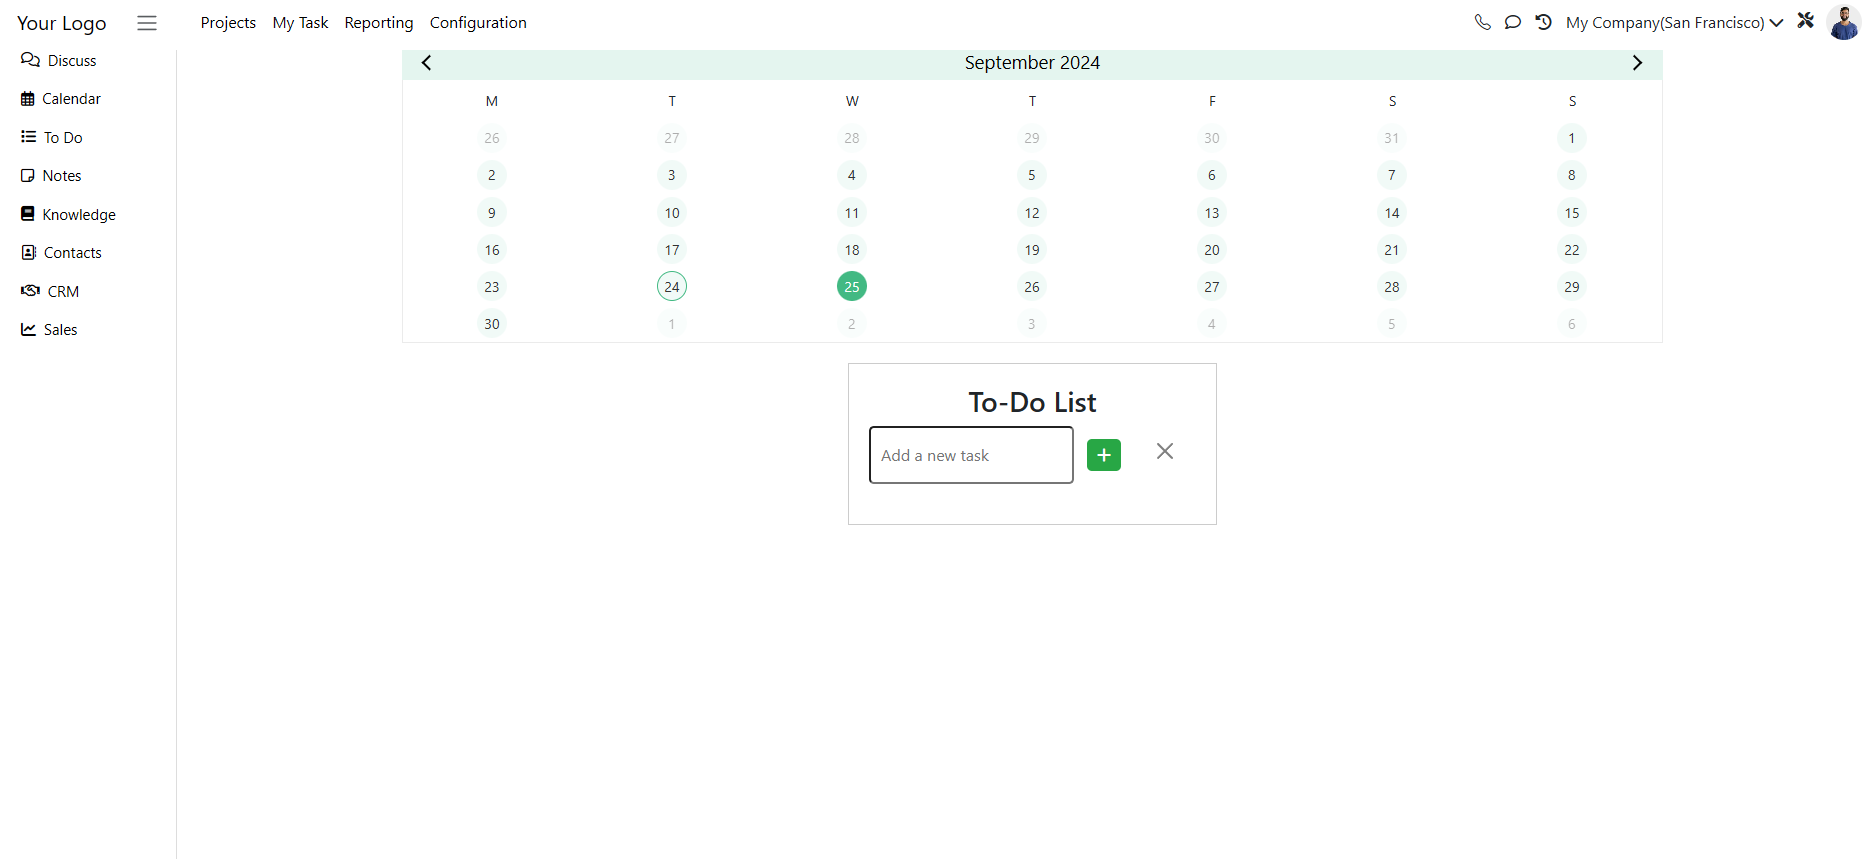 Your Logo Projects My Task Reporting Configuration My Company(San Francisco)
Discuss
Calendar
To Do
Notes
Knowledge
Contacts
CRM
Sales
September 2024
M T W T F S S
26 27 28 29 30 31 1
2 3 4 5 6 7 8
9 10 11 12 13 14 15
16 17 18 19 20 21 22
23 24 25 26 27 28 29
30 1 2 3 4 5 6
To-Do List
Add a new task